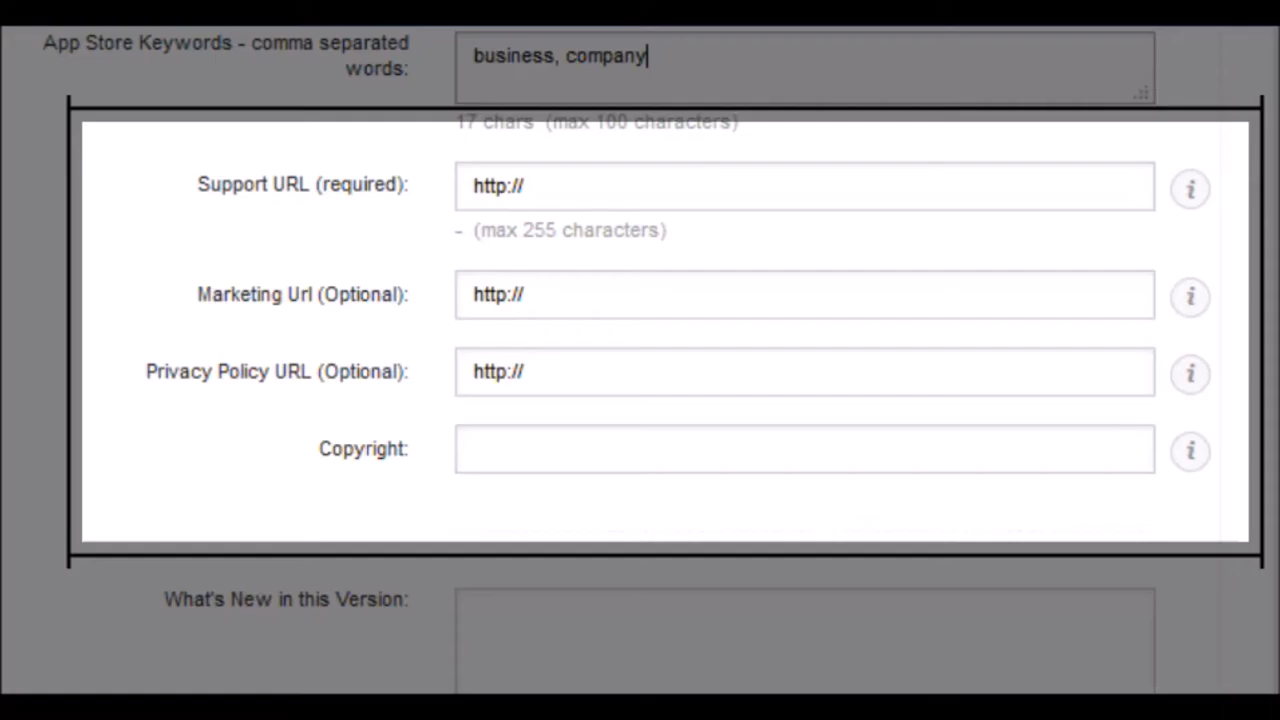 App Store Keywords - comma separated
words:
business, company
17 chars (max 100 characters)
Support URL (required):
http://
- (max 255 characters)
Marketing Url (Optional):
http://
Privacy Policy URL (Optional):
http://
Copyright:
What's New in this Version: